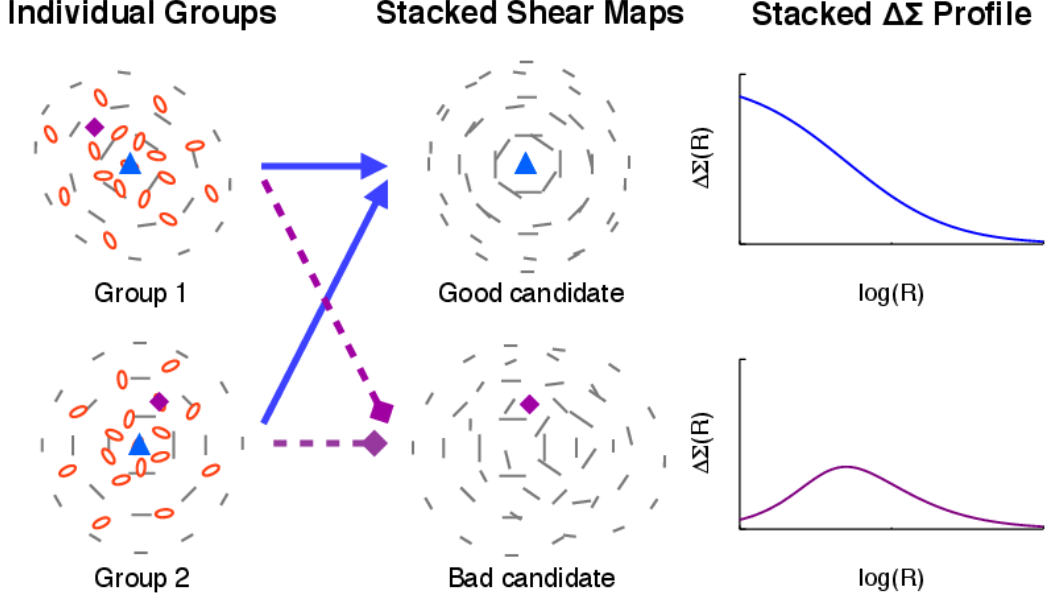 Individual Groups
Stacked Shear Maps
Stacked ΔΣ Profile
ΔΣ(R)
Group 1
Good candidate
log(R)
ΔΣ(R)
Group 2
Bad candidate
log(R)